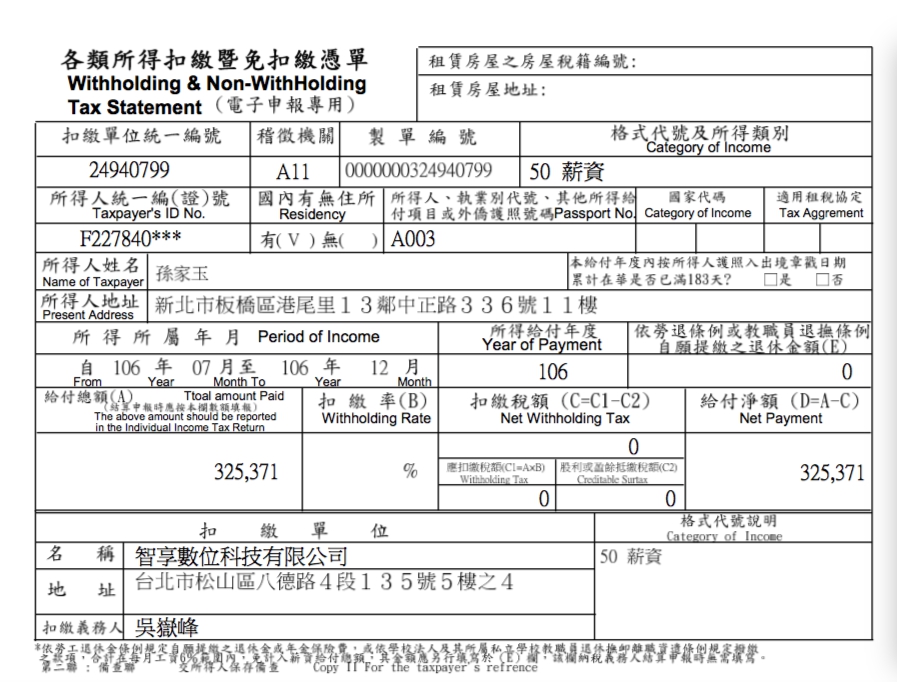 各類所得扣繳暨免扣繳憑單
Withholding & Non-WithHolding
Tax Statement（電子申報專用）
租賃房屋之房屋稅籍編號:
租賃房屋地址:
扣繳單位統一編號 稽徵機關 製單編號 格式代號及所得類別
Category of Income
24940799 A11 0000000324940799 50 薪資
所得人統一編(證)號 國內有無住所 所得人、執業別代號、其他所得給 國家代碼 適用租稅協定
Taxpayer's ID No. Residency 付項目或外僑護照號碼Passport No. Category of Income Tax Aggrement
F227840*** 有( V ) 無( ) A003
所得人姓名 孫家玉 本給付年度內按所得人護照入出境章戳日期
Name of Taxpayer 累計在華是否已滿183天? □是 □否
所得人地址 新北市板橋區港尾里１３鄰中正路３３６號１１樓
Present Address
所得所屬年月 Period of Income 所得給付年度 依勞退條例或教職員退撫條例
Year of Payment 自願提繳之退休金額(E)
自 106 年 07 月至 106 年 12 月 106 0
From Year Month To Year Month
給付總額(A) Ttoal amount Paid 扣繳率(B) 扣繳稅額 (C=C1-C2) 給付淨額 (D=A-C)
(結算申報時應按本欄數額填報) Withholding Rate Net Withholding Tax Net Payment
The above amount should be reported
in the Individual Income Tax Return
0
325,371 % 應扣繳稅額(C1=AxB) 股利或盈餘抵繳稅額(C2) 325,371
Withholding Tax Creditable Surtax
0 0
扣繳單位 格式代號說明
Category of Income
名稱 智享數位科技有限公司 50 薪資
地址 台北市松山區八德路４段１３５號５樓之４
扣繳義務人 吳嶽峰
*依勞工退休金條例規定自願提繳之退休金或年金保險費，或依學校法人及其所屬私立學校教職員退休撫卹離職資遣條例規定撥繳
之款項，合計在每月工資6%範圍內，免計入薪資給付總額，其金額應另行填寫於 (E) 欄，該欄納稅義務人結算申報時無需填寫。
第二聯 : 備查聯 交所得人保存備查 Copy II For the taxpayer's refrence